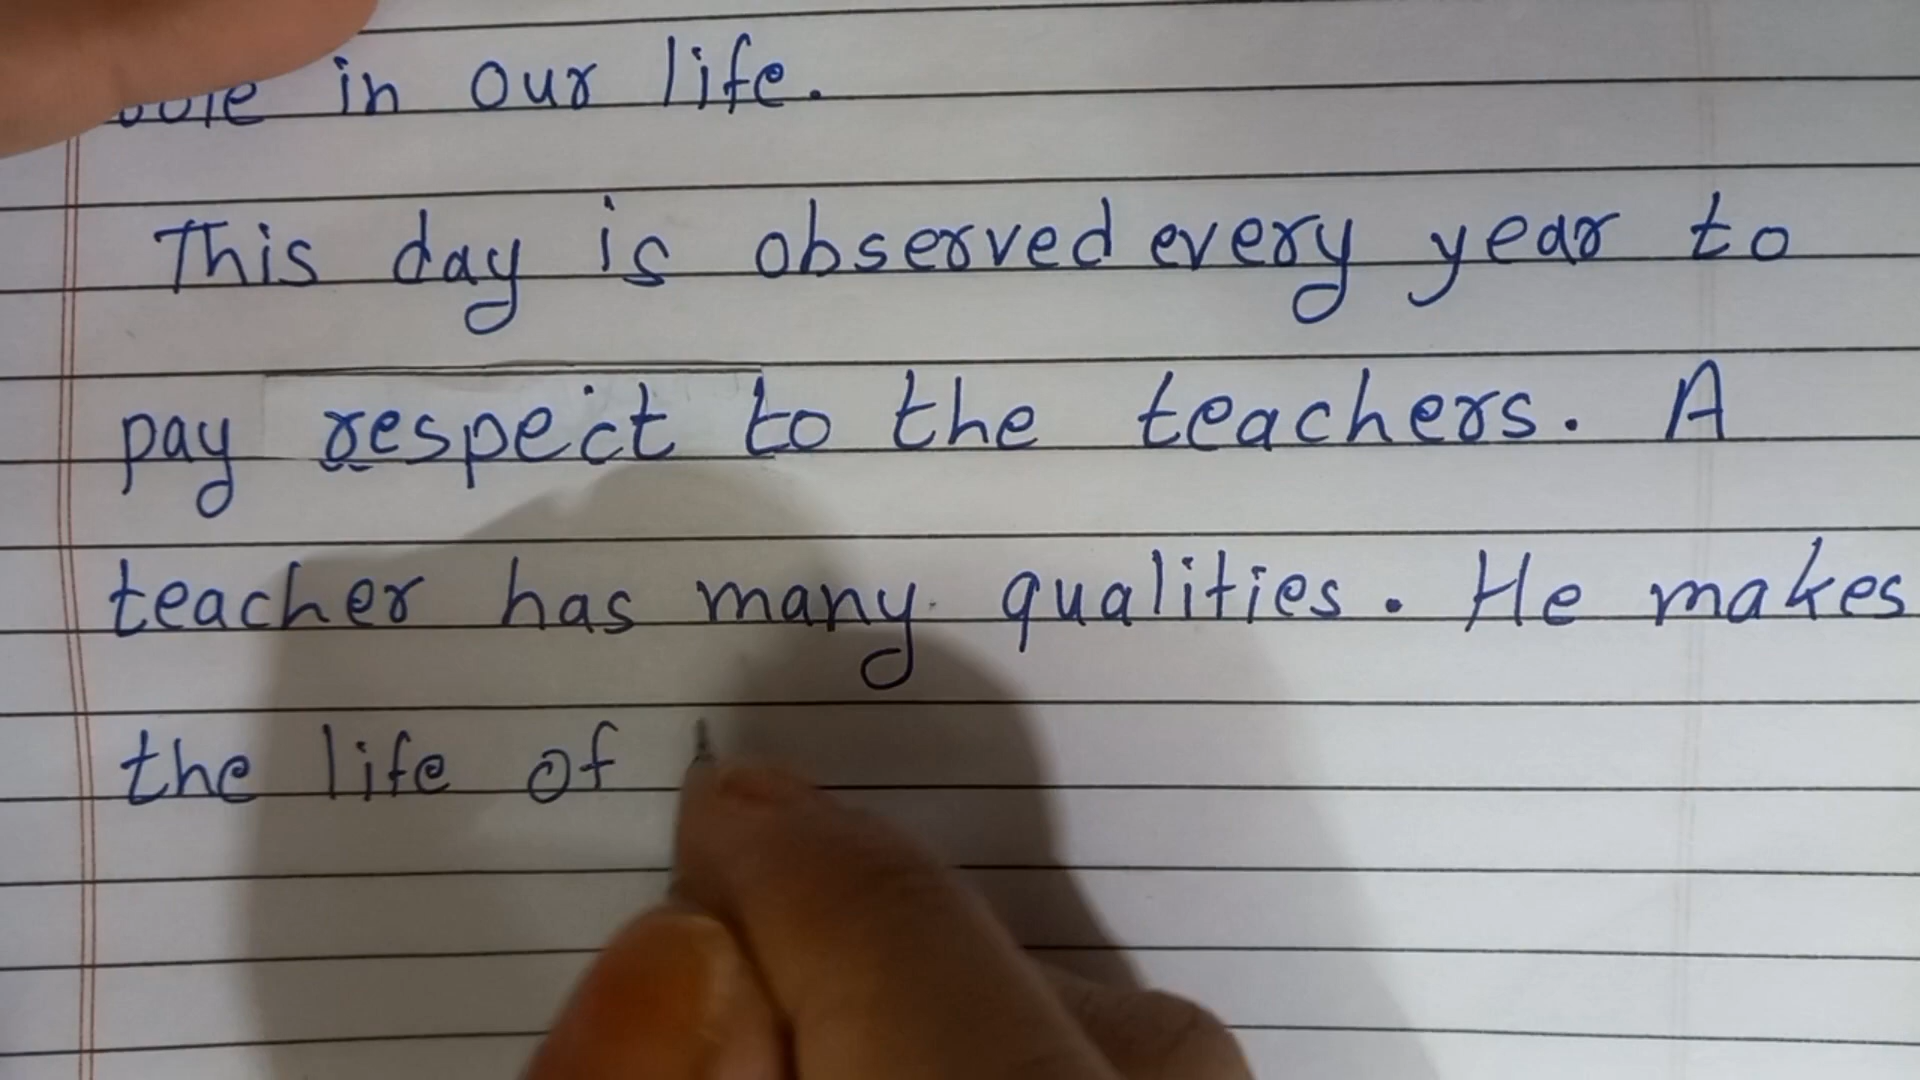 in our life.
This day is observed every year to
pay respect to the teachers. A
teacher has many qualities. He makes
the life of